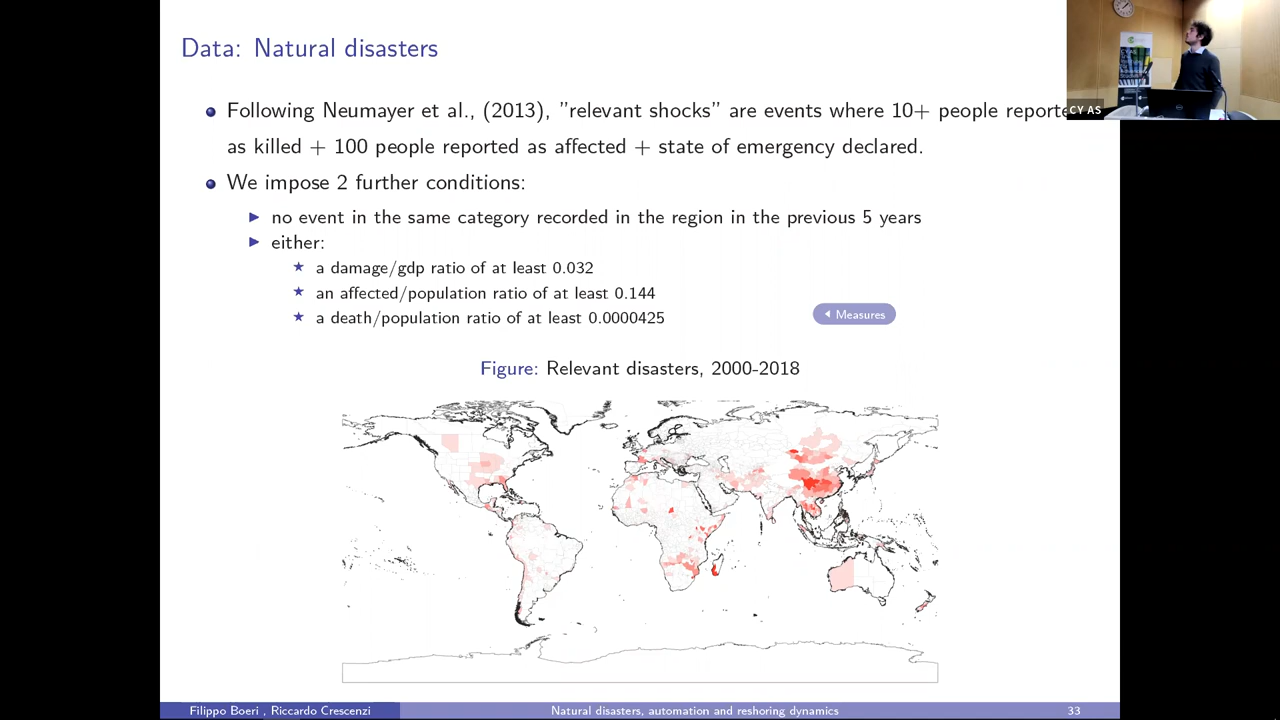 Data: Natural disasters
Following Neumayer et al., (2013), "relevant shocks" are events where 10+ people reporte
as killed + 100 people reported as affected + state of emergency declared.
We impose 2 further conditions:
no event in the same category recorded in the region in the previous 5 years
either:
a damage/gdp ratio of at least 0.032
an affected/population ratio of at least 0.144
a death/population ratio of at least 0.0000425
Measures
Figure: Relevant disasters, 2000-2018
Filippo Boeri , Riccardo Crescenzi
Natural disasters, automation and reshoring dynamics
33
CY AS